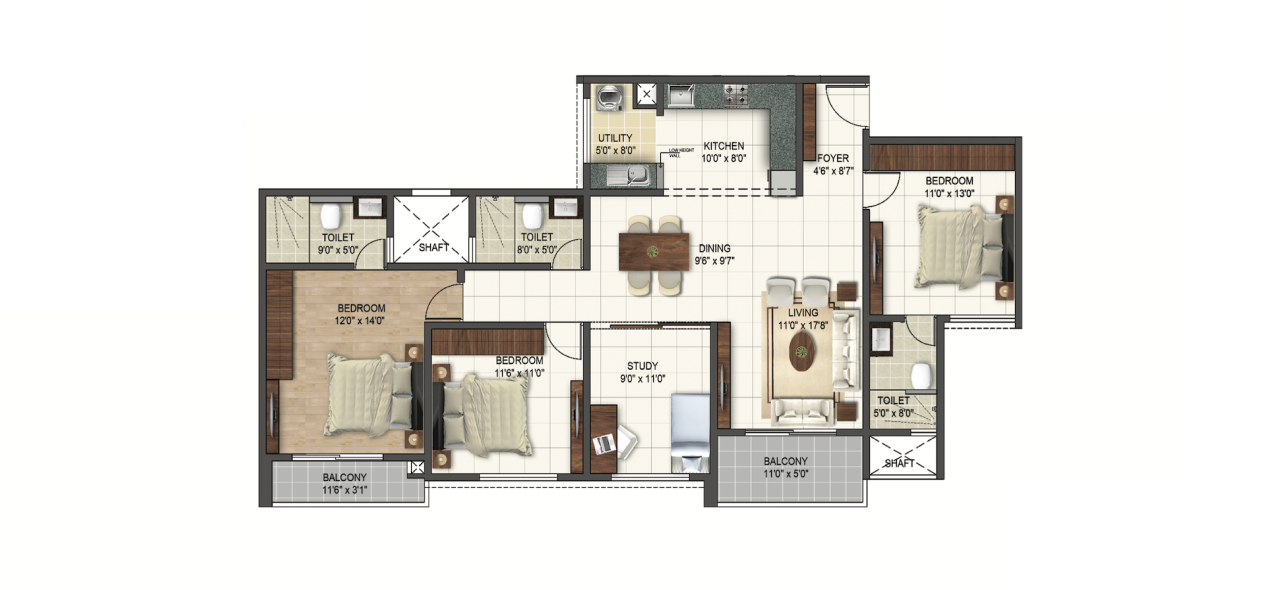 UTILITY
5'0" x 8'0"
LOW HEIGHT
WALL
KITCHEN
10'0" x 8'0"
FOYER
4'6" x 8'7"
BEDROOM
11'0" x 13'0"
TOILET
9'0" x 5'0"
SHAFT
TOILET
8'0" x 5'0"
DINING
9'6" x 9'7"
BEDROOM
12'0" x 14'0"
LIVING
11'0" x 17'8"
BEDROOM
11'6" x 11'0"
STUDY
9'0" x 11'0"
TOILET
5'0" x 8'0"
SHAFT
BALCONY
11'6" x 3'1"
BALCONY
11'0" x 5'0"